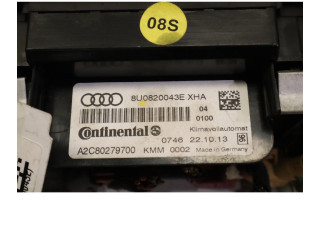 08S
8U0820043E XHA
04
0100
Continental
Klimavollautomat
0746 22.10.13
A2C80279700 KMM 0002 Made in Germany